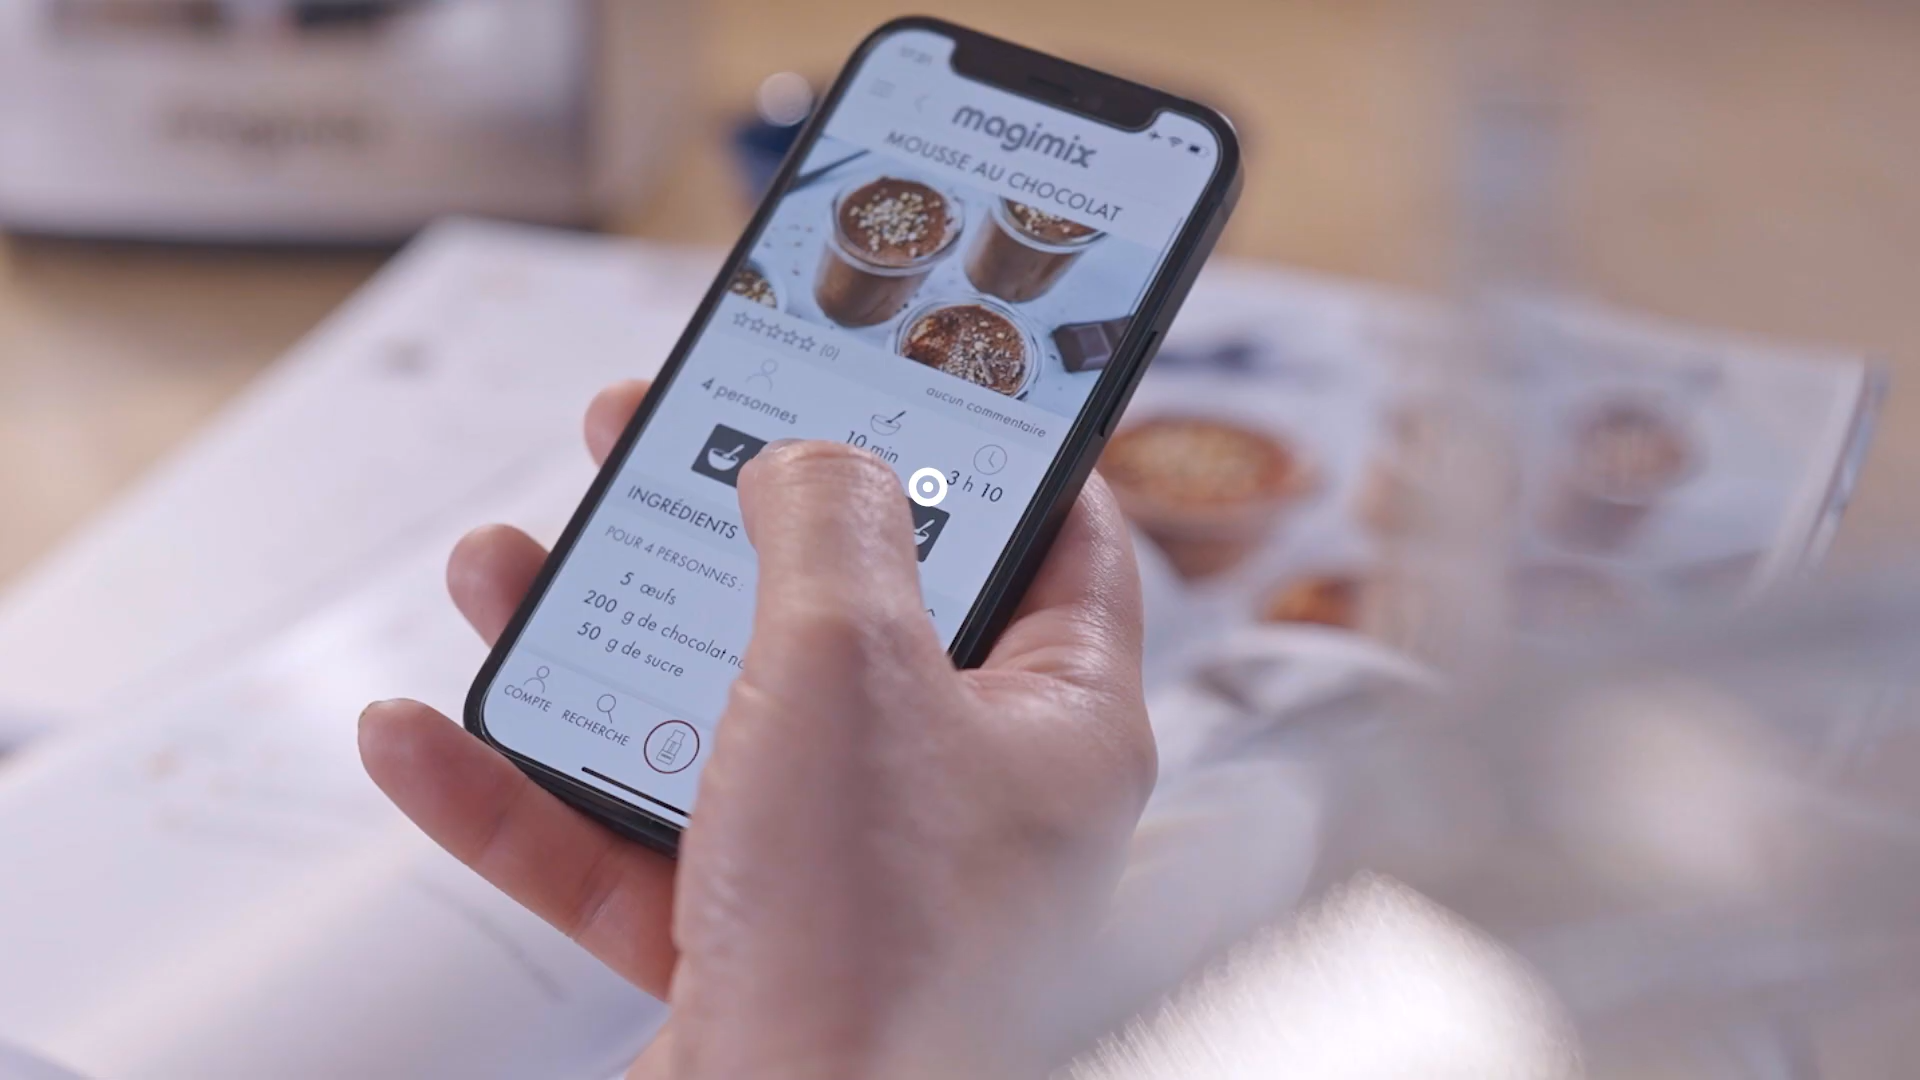 magimix
MOUSSE AU CHOCOLAT
(0)
aucun commentaire
4 personnes
10 min
3 h 10
INGRÉDIENTS
POUR 4 PERSONNES :
5 œufs
200 g de chocolat
50 g de sucre
COMPTE
RECHERCHE